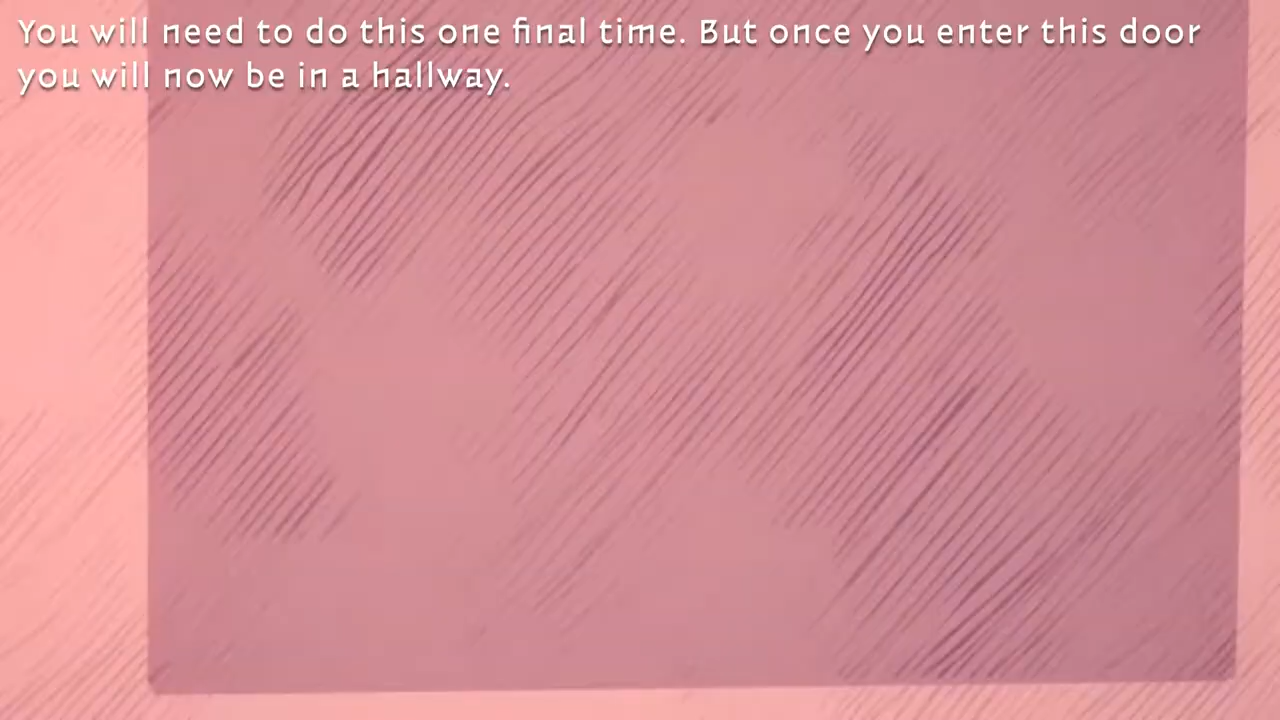 You will need to do this one final time. But once you enter this door
you will now be in a hallway.